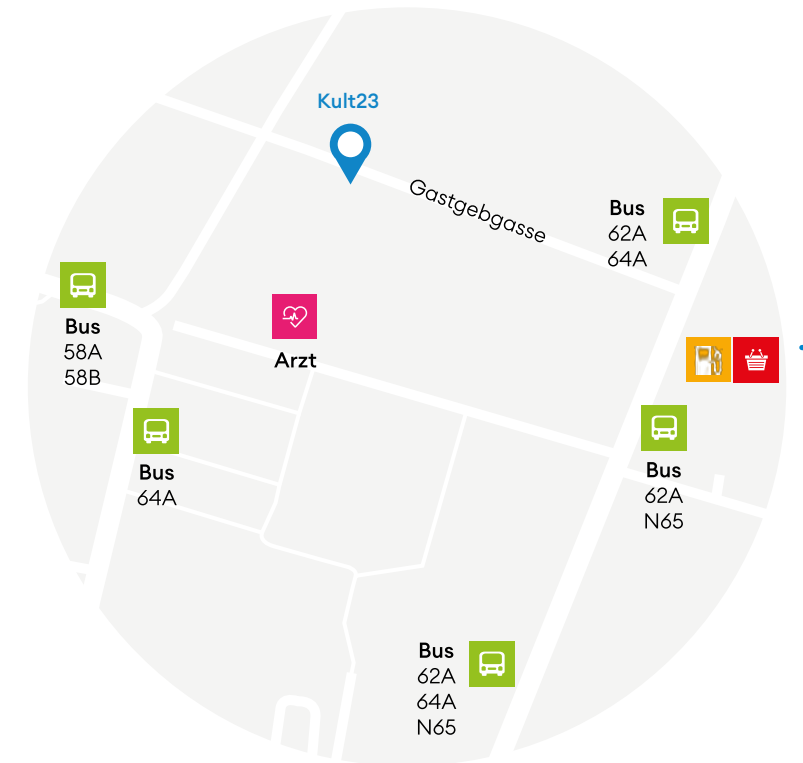 Kult23
Gastgebgasse
Bus
62A
64A
Bus
58A
58B
Arzt
Bus
64A
Bus
62A
N65
Bus
62A
64A
N65